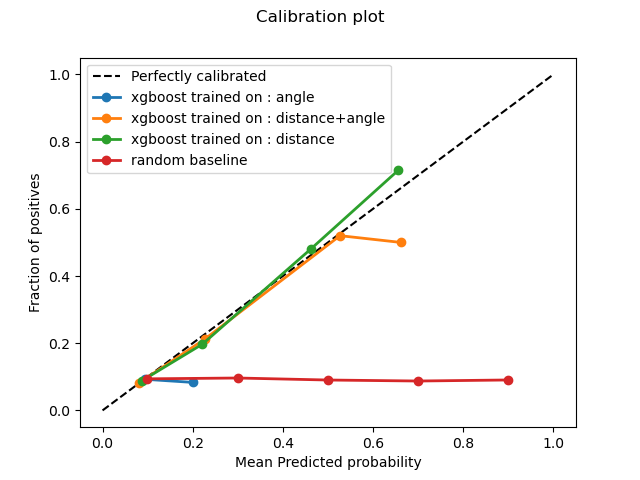 Calibration plot
Perfectly calibrated
xgboost trained on : angle
xgboost trained on : distance+angle
xgboost trained on : distance
random baseline
1.0
0.8
0.6
0.4
0.2
0.0
Fraction of positives
0.0 0.2 0.4 0.6 0.8 1.0
Mean Predicted probability